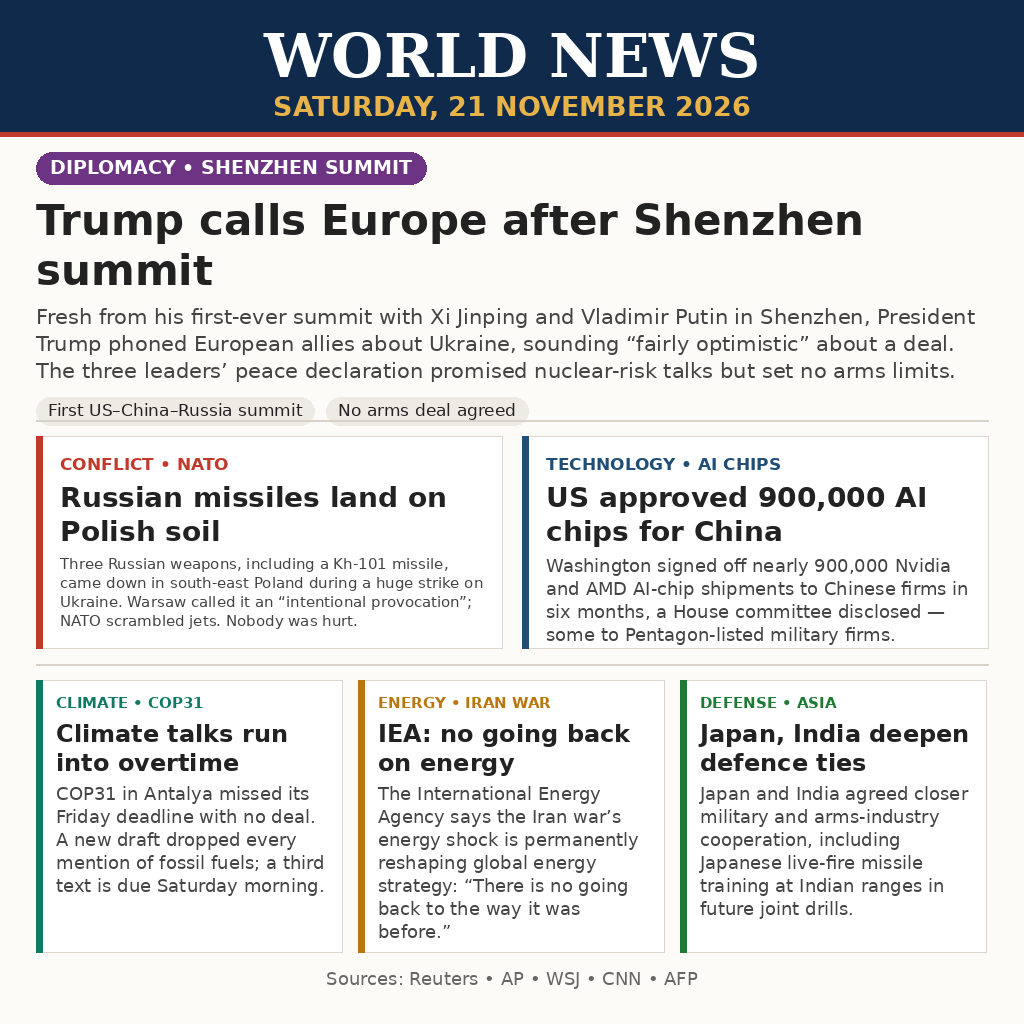 WORLD NEWS
SATURDAY, 21 NOVEMBER 2026
DIPLOMACY • SHENZHEN SUMMIT
Trump calls Europe after Shenzhen
summit
Fresh from his first-ever summit with Xi Jinping and Vladimir Putin in Shenzhen, President
Trump phoned European allies about Ukraine, sounding “fairly optimistic” about a deal.
The three leaders’ peace declaration promised nuclear-risk talks but set no arms limits.
First US–China–Russia summit
No arms deal agreed
CONFLICT • NATO
Russian missiles land on
Polish soil
Three Russian weapons, including a Kh-101 missile,
came down in south-east Poland during a huge strike on
Ukraine. Warsaw called it an “intentional provocation”;
NATO scrambled jets. Nobody was hurt.
TECHNOLOGY • AI CHIPS
US approved 900,000 AI
chips for China
Washington signed off nearly 900,000 Nvidia
and AMD AI-chip shipments to Chinese firms in
six months, a House committee disclosed —
some to Pentagon-listed military firms.
CLIMATE • COP31
Climate talks run
into overtime
COP31 in Antalya missed its
Friday deadline with no deal.
A new draft dropped every
mention of fossil fuels; a third
text is due Saturday morning.
ENERGY • IRAN WAR
IEA: no going back
on energy
The International Energy
Agency says the Iran war’s
energy shock is permanently
reshaping global energy
strategy: “There is no going
back to the way it was
before.”
DEFENSE • ASIA
Japan, India deepen
defence ties
Japan and India agreed closer
military and arms-industry
cooperation, including
Japanese live-fire missile
training at Indian ranges in
future joint drills.
Sources: Reuters • AP • WSJ • CNN • AFP